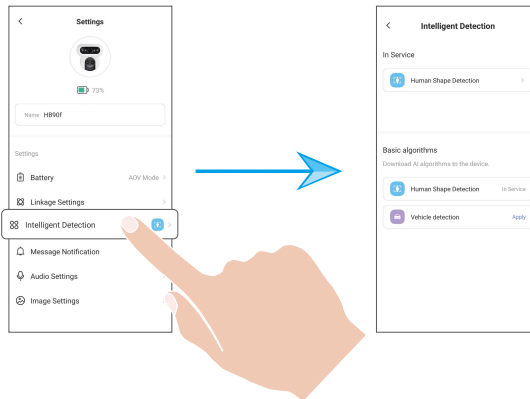 Settings
73%
Name HB90f
Settings
Battery AOV Mode
Linkage Settings
Intelligent Detection
Message Notification
Audio Settings
Image Settings
Intelligent Detection
In Service
Human Shape Detection
Basic algorithms
Download AI algorithms to the device.
Human Shape Detection In Service
Vehicle detection Apply